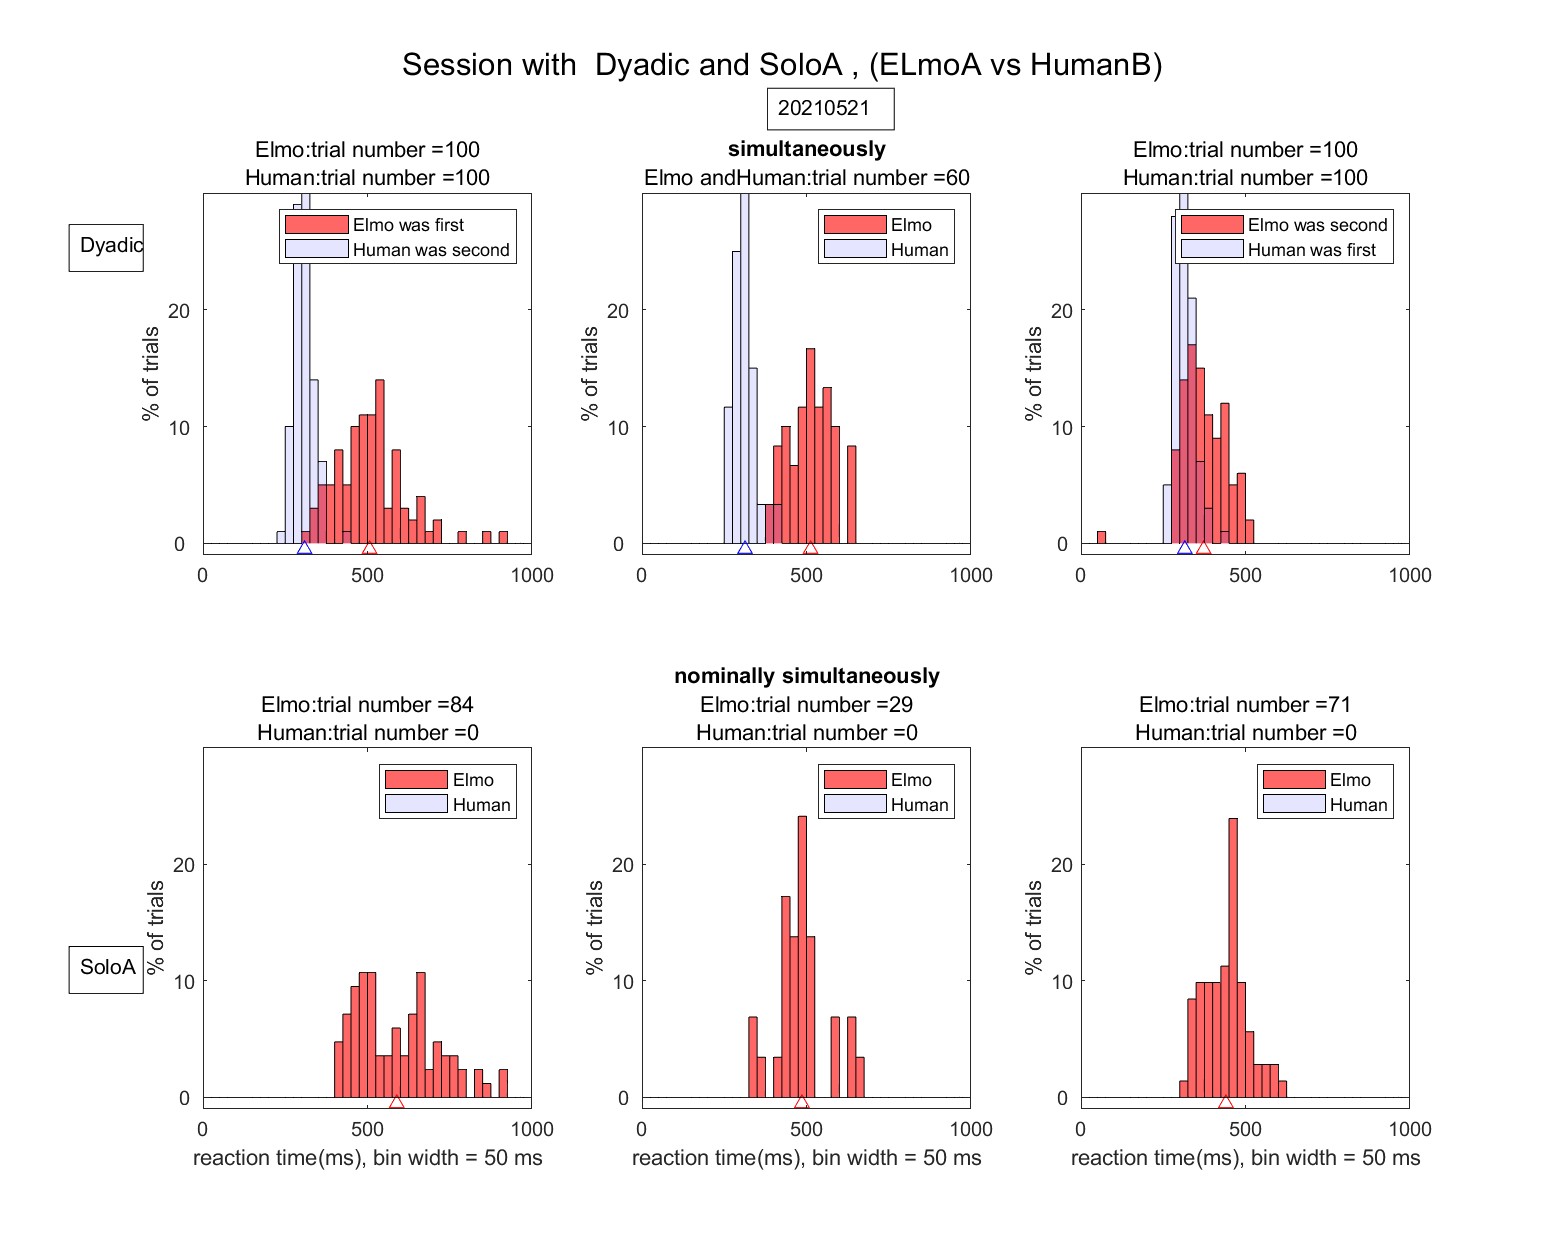 Session with  Dyadic and SoloA , (ELmoA vs HumanB)
20210521
Dyadic
Elmo:trial number =100
Human:trial number =100
Elmo was first
Human was second
% of trials
20
10
0
0
500
1000
simultaneously
Elmo andHuman:trial number =60
Elmo
Human
% of trials
20
10
0
0
500
1000
Elmo:trial number =100
Human:trial number =100
Elmo was second
Human was first
% of trials
20
10
0
0
500
1000
SoloA
Elmo:trial number =84
Human:trial number =0
Elmo
Human
% of trials
20
10
0
0
500
1000
reaction time(ms), bin width = 50 ms
nominally simultaneously
Elmo:trial number =29
Human:trial number =0
Elmo
Human
% of trials
20
10
0
0
500
1000
reaction time(ms), bin width = 50 ms
Elmo:trial number =71
Human:trial number =0
Elmo
Human
% of trials
20
10
0
0
500
1000
reaction time(ms), bin width = 50 ms